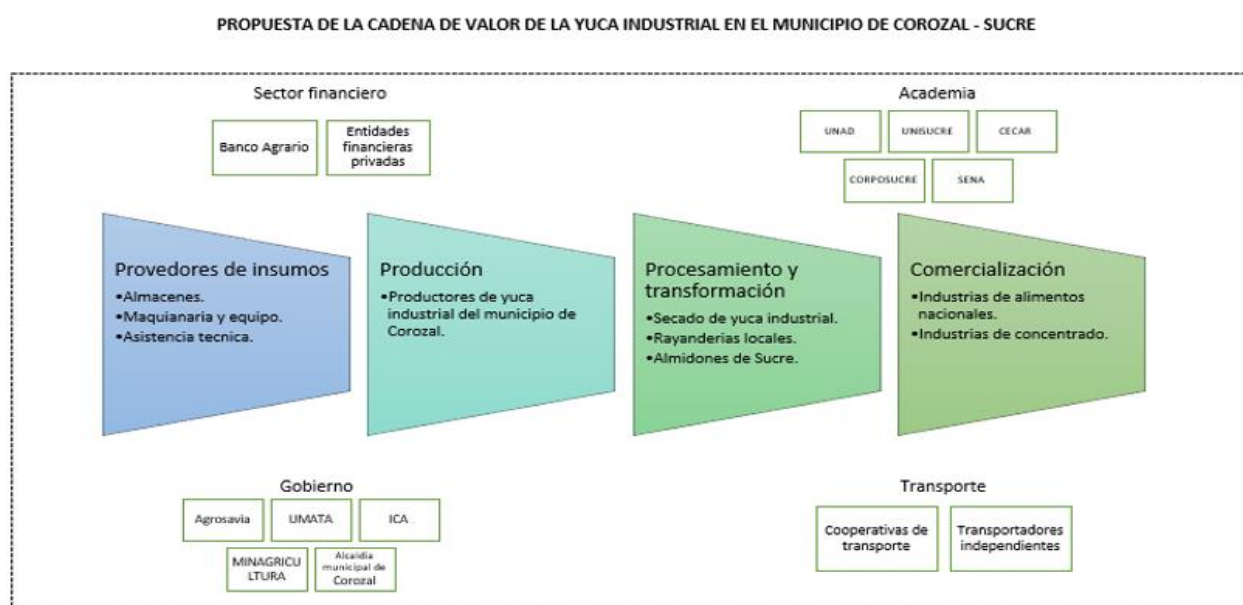 PROPUESTA DE LA CADENA DE VALOR DE LA YUCA INDUSTRIAL EN EL MUNICIPIO DE COROZAL - SUCRE
Sector financiero
Banco Agrario
Entidades
financieras
privadas
Academia
UNAD
UNISUCRE
CECAR
CORPOSUCRE
SENA
Provedores de insumos
•Almacenes.
•Maquianaria y equipo.
•Asistencia tecnica.
Producción
•Productores de yuca
industrial del municipio de
Corozal.
Procesamiento y
transformación
•Secado de yuca industrial.
•Rayanderias locales.
•Almidones de Sucre.
Comercialización
•Industrias de alimentos
nacionales.
•Industrias de concentrado.
Gobierno
Agrosavia
UMATA
ICA
MINAGRICU
LTURA
Alcaidia
municipal de
Corozal
Transporte
Cooperativas de
transporte
Transportadores
independientes